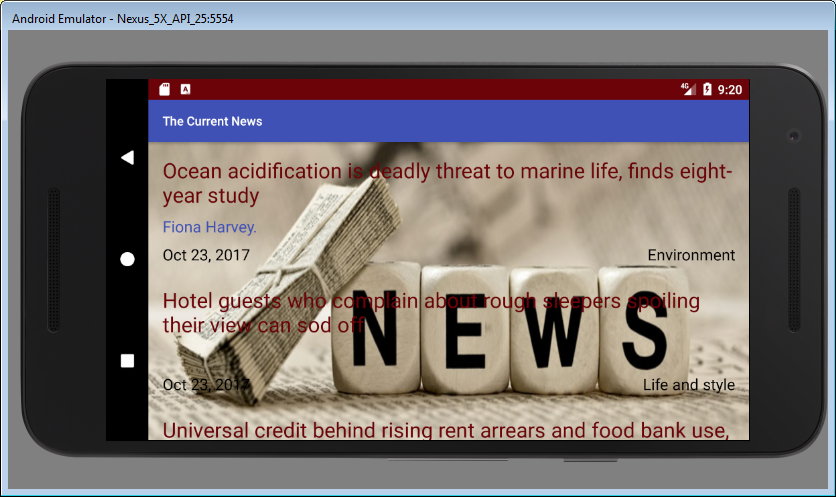 Android Emulator - Nexus_5X_API_25:5554
A
4G
9:20
The Current News
Ocean acidification is deadly threat to marine life, finds eight-
year study
Fiona Harvey.
Oct 23, 2017
Environment
Hotel guests who complain about rough sleepers spoiling
their view can sod off
NEWS
Oct 23, 2017
Life and style
Universal credit behind rising rent arrears and food bank use,